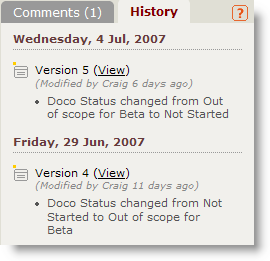 Comments (1) History ?
Wednesday, 4 Jul, 2007
Version 5 (View)
(Modified by Craig 6 days ago)
• Doco Status changed from Out
of scope for Beta to Not Started
Friday, 29 Jun, 2007
Version 4 (View)
(Modified by Craig 11 days ago)
• Doco Status changed from Not
Started to Out of scope for
Beta